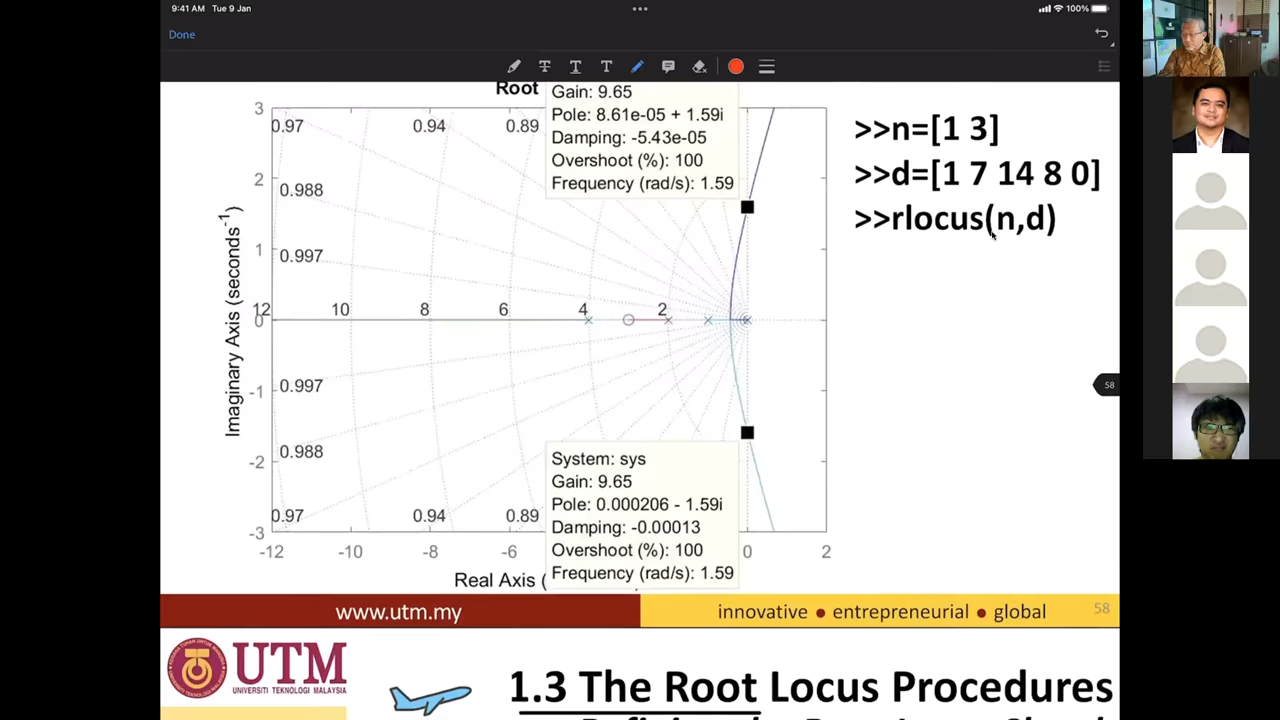 9:41 AM Tue 9 Jan
100%
Done
Root
Gain: 9.65
Pole: 8.61e-05 + 1.59i
Damping: -5.43e-05
Overshoot (%): 100
Frequency (rad/s): 1.59
>>n=[1 3]
>>d=[1 7 14 8 0]
>>rlocus(n,d)
3
0.97
0.94
0.89
2
0.988
1
0.997
12
10
8
6
4
2
0
-1
0.997
-2
0.988
-3
0.97
0.94
0.89
Imaginary Axis (seconds-1)
System: sys
Gain: 9.65
Pole: 0.000206 - 1.59i
Damping: -0.00013
Overshoot (%): 100
Frequency (rad/s): 1.59
-12
-10
-8
-6
0
2
Real Axis (
58
www.utm.my
innovative ● entrepreneurial ● global
58
UTM
UNIVERSITI TEKNOLOGI MALAYSIA
1.3 The Root Locus Procedures